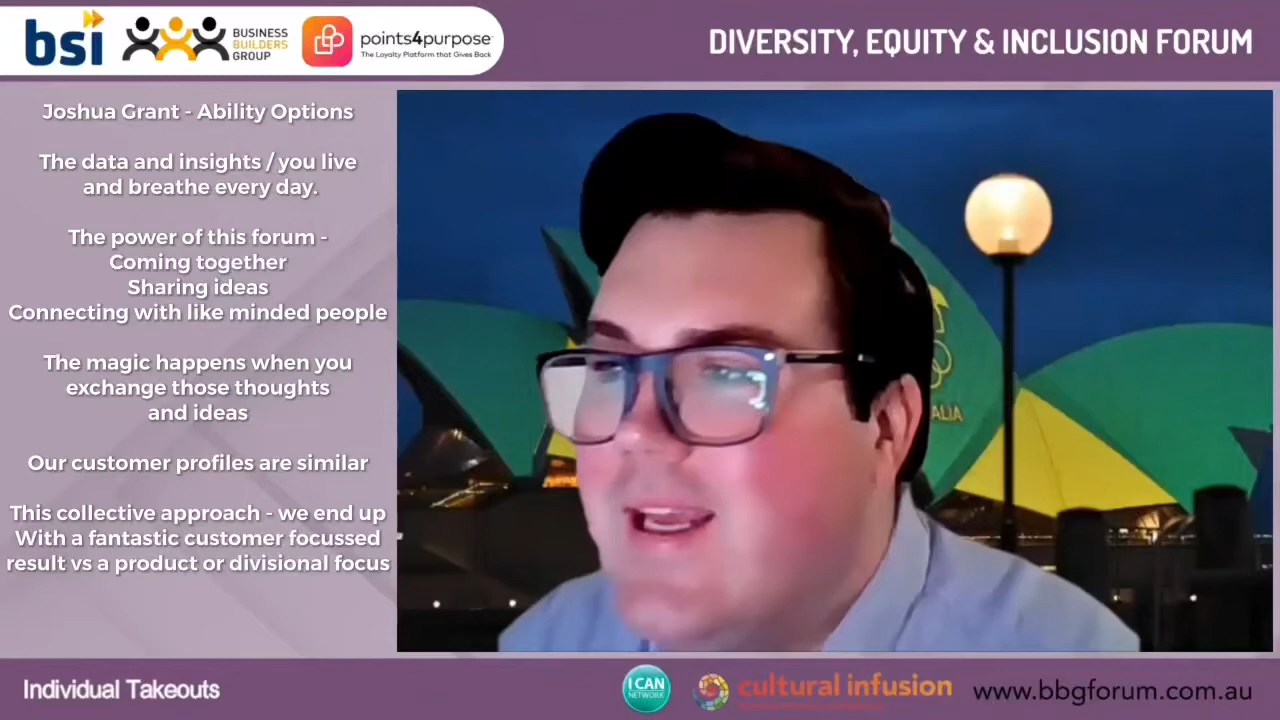 bsi
BUSINESS
BUILDERS
GROUP
points4purpose
The Loyalty Platform that Gives Back
DIVERSITY, EQUITY & INCLUSION FORUM
Joshua Grant - Ability Options
The data and insights / you live
and breathe every day.
The power of this forum -
Coming together
Sharing ideas
Connecting with like minded people
The magic happens when you
exchange those thoughts
and ideas
Our customer profiles are similar
This collective approach - we end up
With a fantastic customer focussed
result vs a product or divisional focus
ALIA
Individual Takeouts
I CAN
NETWORK
cultural infusion
www.bbgforum.com.au